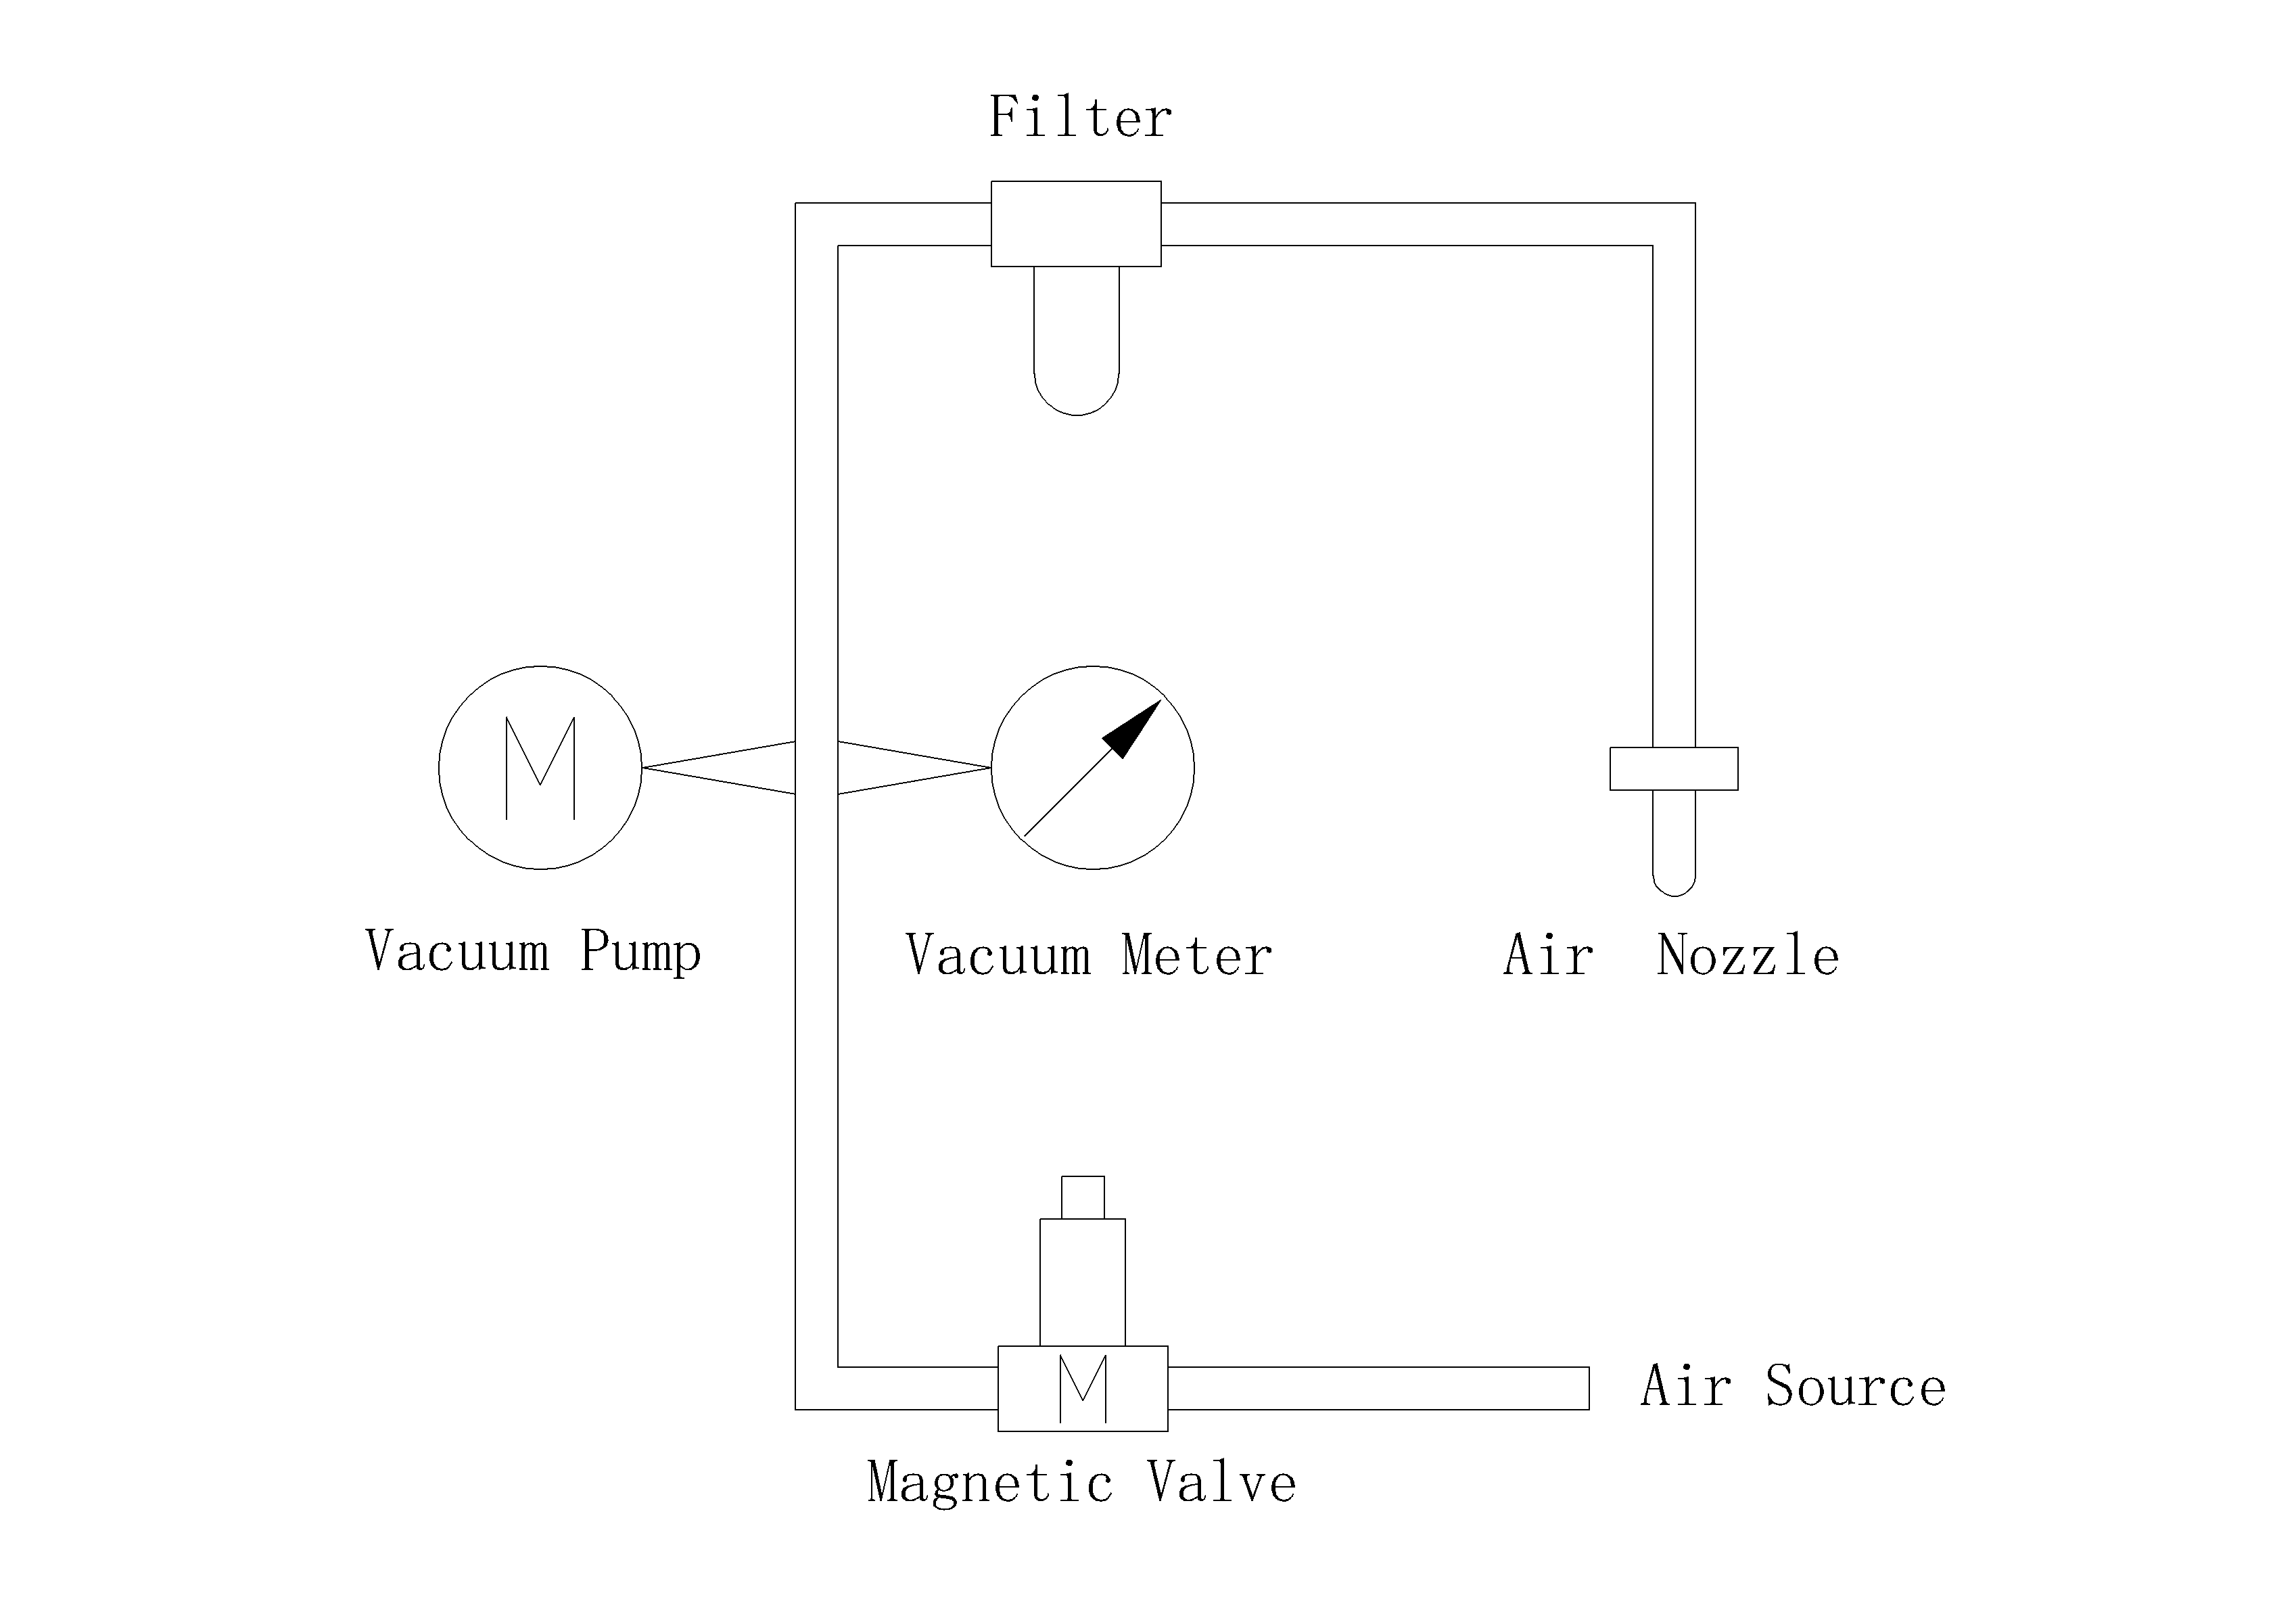 Filter
M
Vacuum Pump
Vacuum Meter
Air Nozzle
M
Air Source
Magnetic Valve